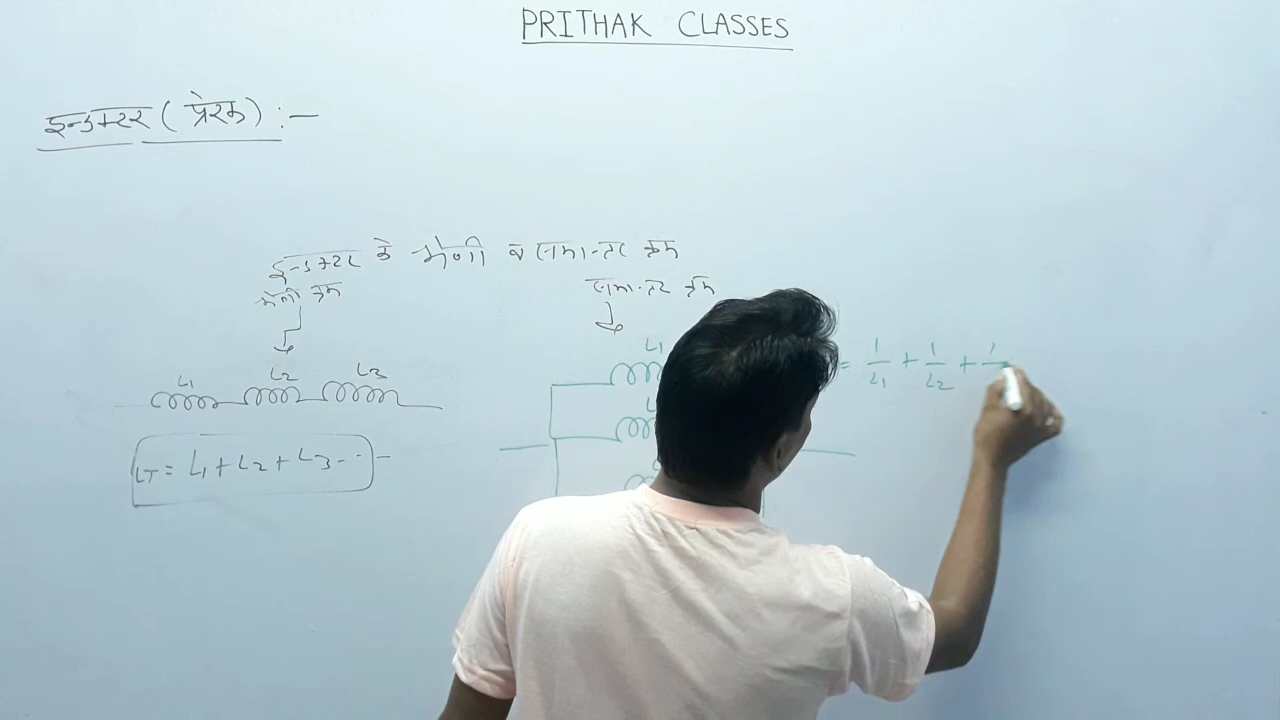 PRITHAK CLASSES
इन्डक्टर (प्रेरक) :-
इन्डक्टर के श्रेणी व समान्तर क्रम
श्रेणी क्रम
समान्तर क्रम
L1 L2 L3
LT = L1 + L2 + L3 - - -
L1
L
= 1/L1 + 1/L2 + 1/